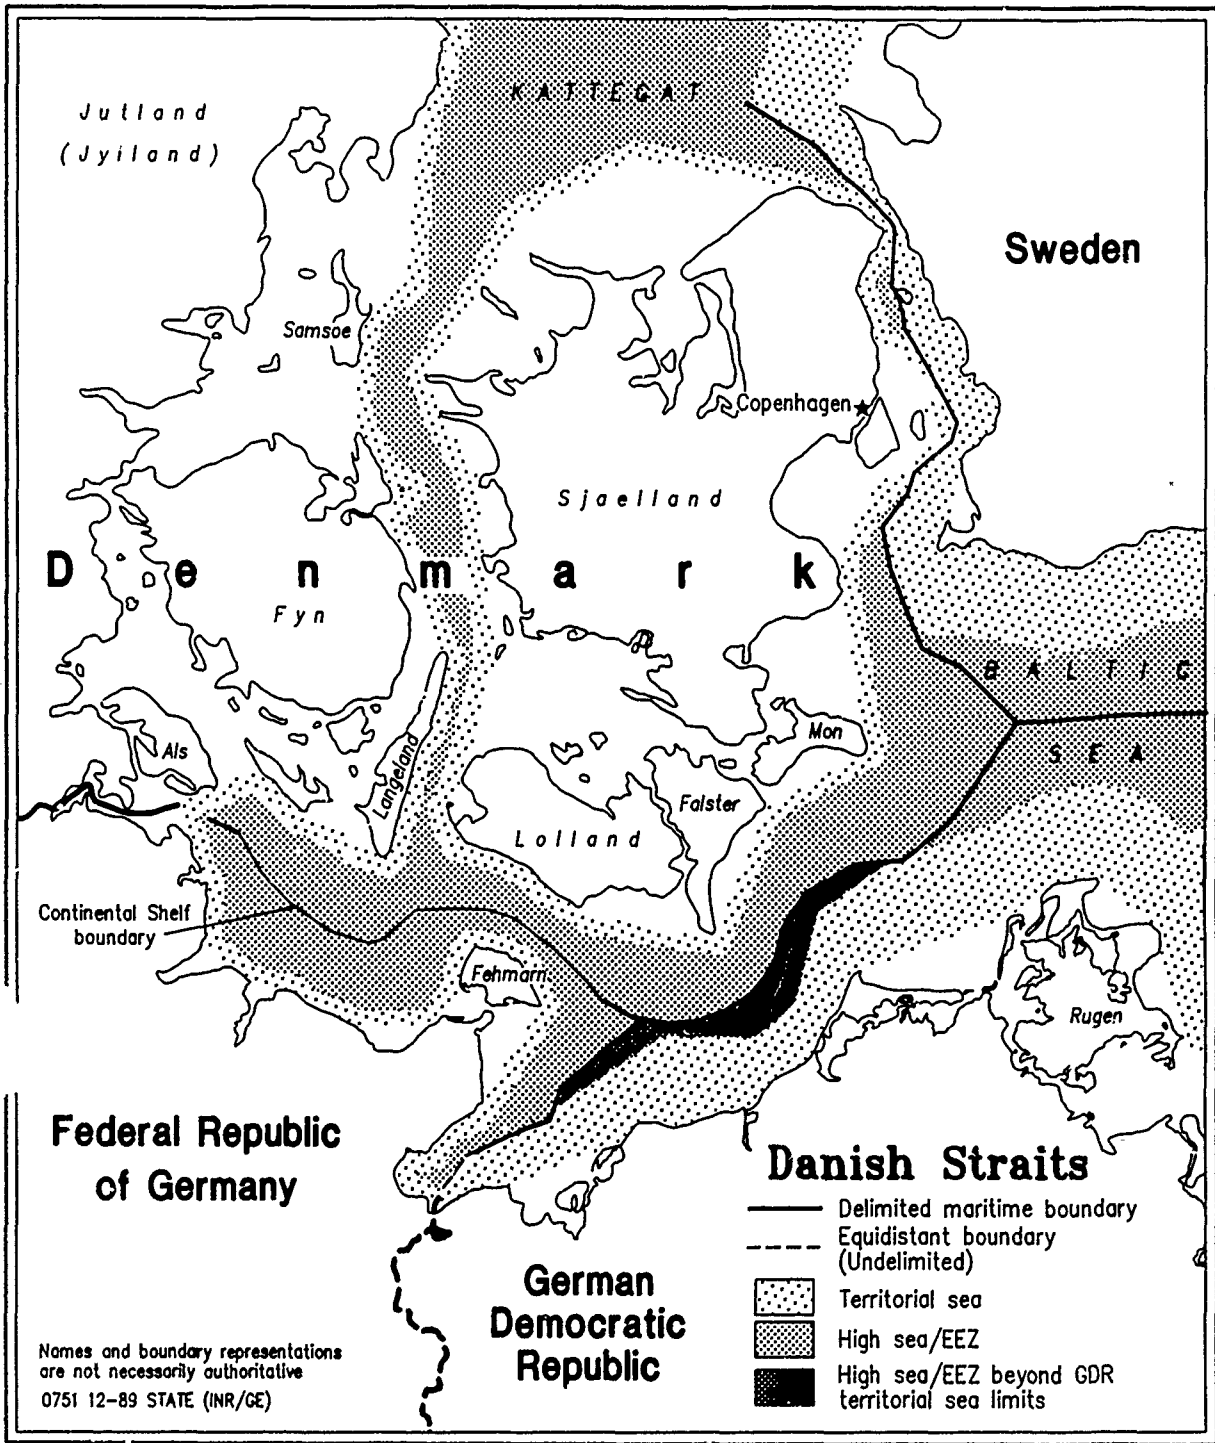 KATTEGAT
Jutland
(Jyiland)
Sweden
Samsoe
Copenhagen
Sjaelland
Denmark
Fyn
BALTIC
SEA
Als
Langeland
Mon
Falster
Lolland
Continental Shelf
boundary
Fehmarn
Rugen
Federal Republic
of Germany
German
Democratic
Republic
Danish Straits
Delimited maritime boundary
Equidistant boundary
(Undelimited)
Territorial sea
High sea/EEZ
High sea/EEZ beyond GDR
territorial sea limits
Names and boundary representations
are not necessarily authoritative
0751 12-89 STATE (INR/GE)